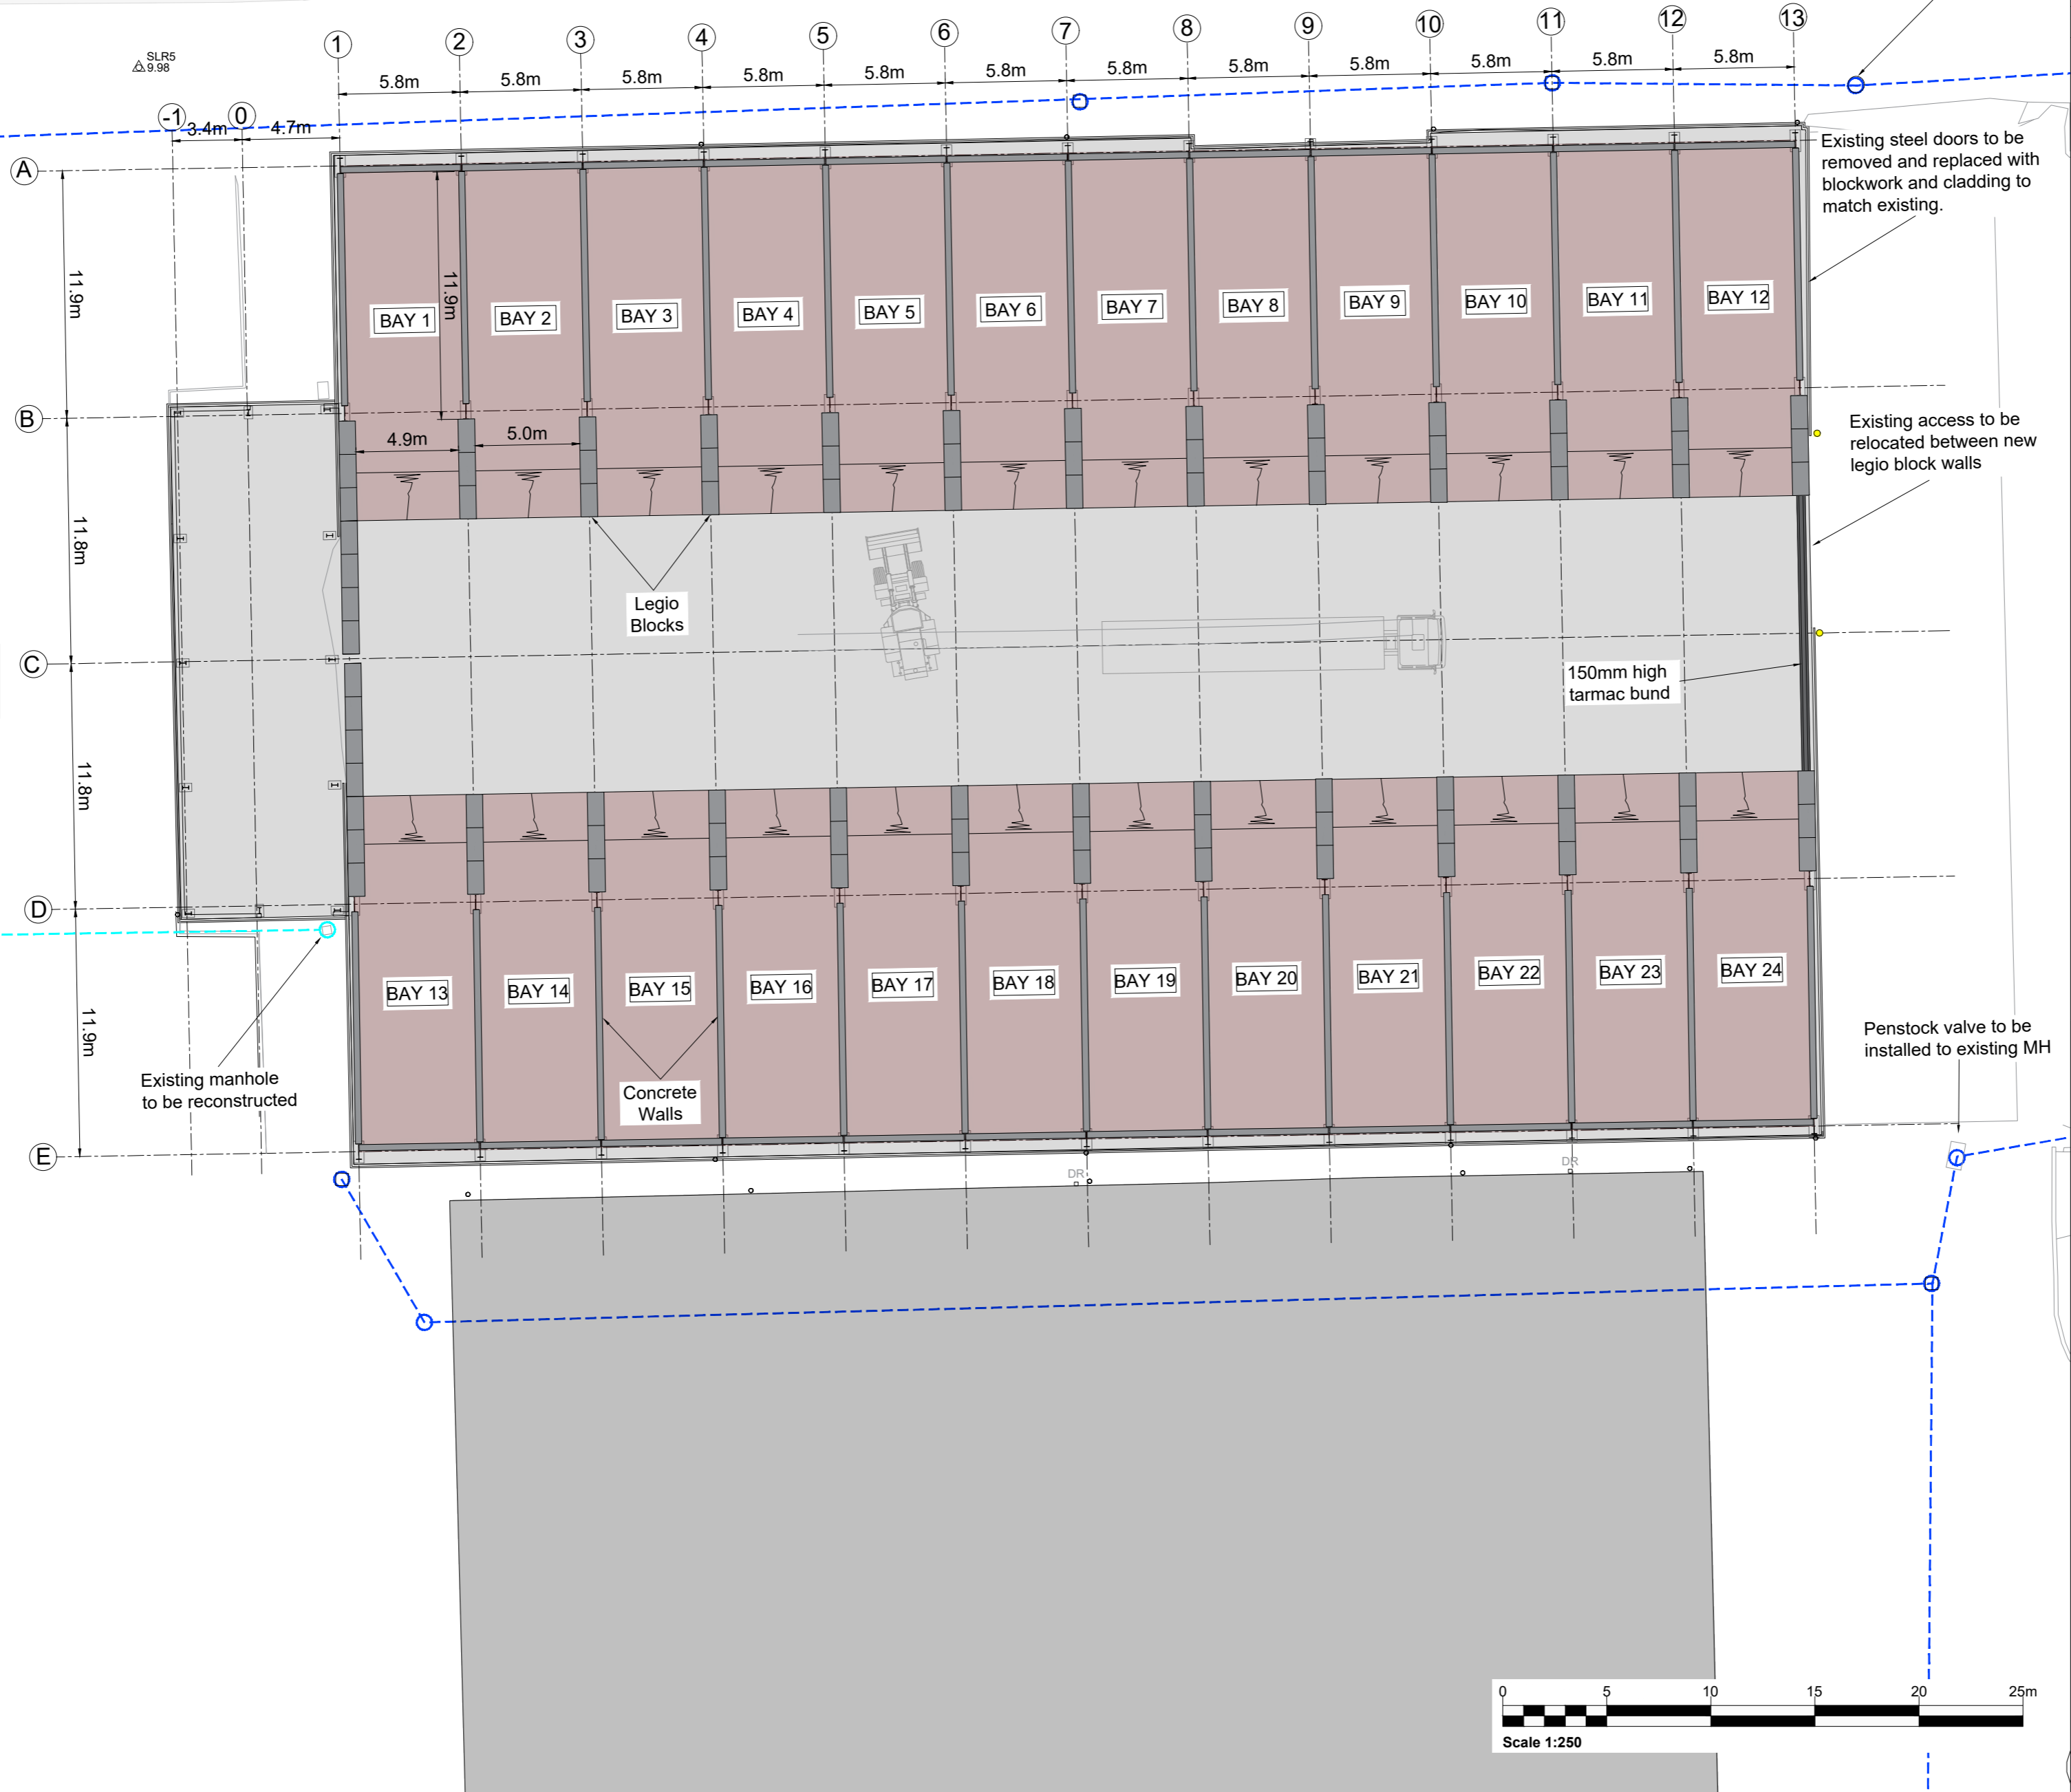 1 2 3 4 5 6 7 8 9 10 11 12 13
5.8m 5.8m 5.8m 5.8m 5.8m 5.8m 5.8m 5.8m 5.8m 5.8m 5.8m 5.8m
SLR5
9.98
-1 0
3.4m 4.7m
A
Existing steel doors to be
removed and replaced with
blockwork and cladding to
match existing.
11.9m
11.9m
BAY 1 BAY 2 BAY 3 BAY 4 BAY 5 BAY 6 BAY 7 BAY 8 BAY 9 BAY 10 BAY 11 BAY 12
B
4.9m 5.0m
Existing access to be
relocated between new
legio block walls
11.8m
Legio
Blocks
C
150mm high
tarmac bund
11.8m
D
BAY 13 BAY 14 BAY 15 BAY 16 BAY 17 BAY 18 BAY 19 BAY 20 BAY 21 BAY 22 BAY 23 BAY 24
11.9m
Penstock valve to be
installed to existing MH
Existing manhole
to be reconstructed
Concrete
Walls
E
DR DR
0 5 10 15 20 25m
Scale 1:250